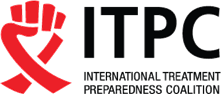 ITPC
INTERNATIONAL TREATMENT
PREPAREDNESS COALITION